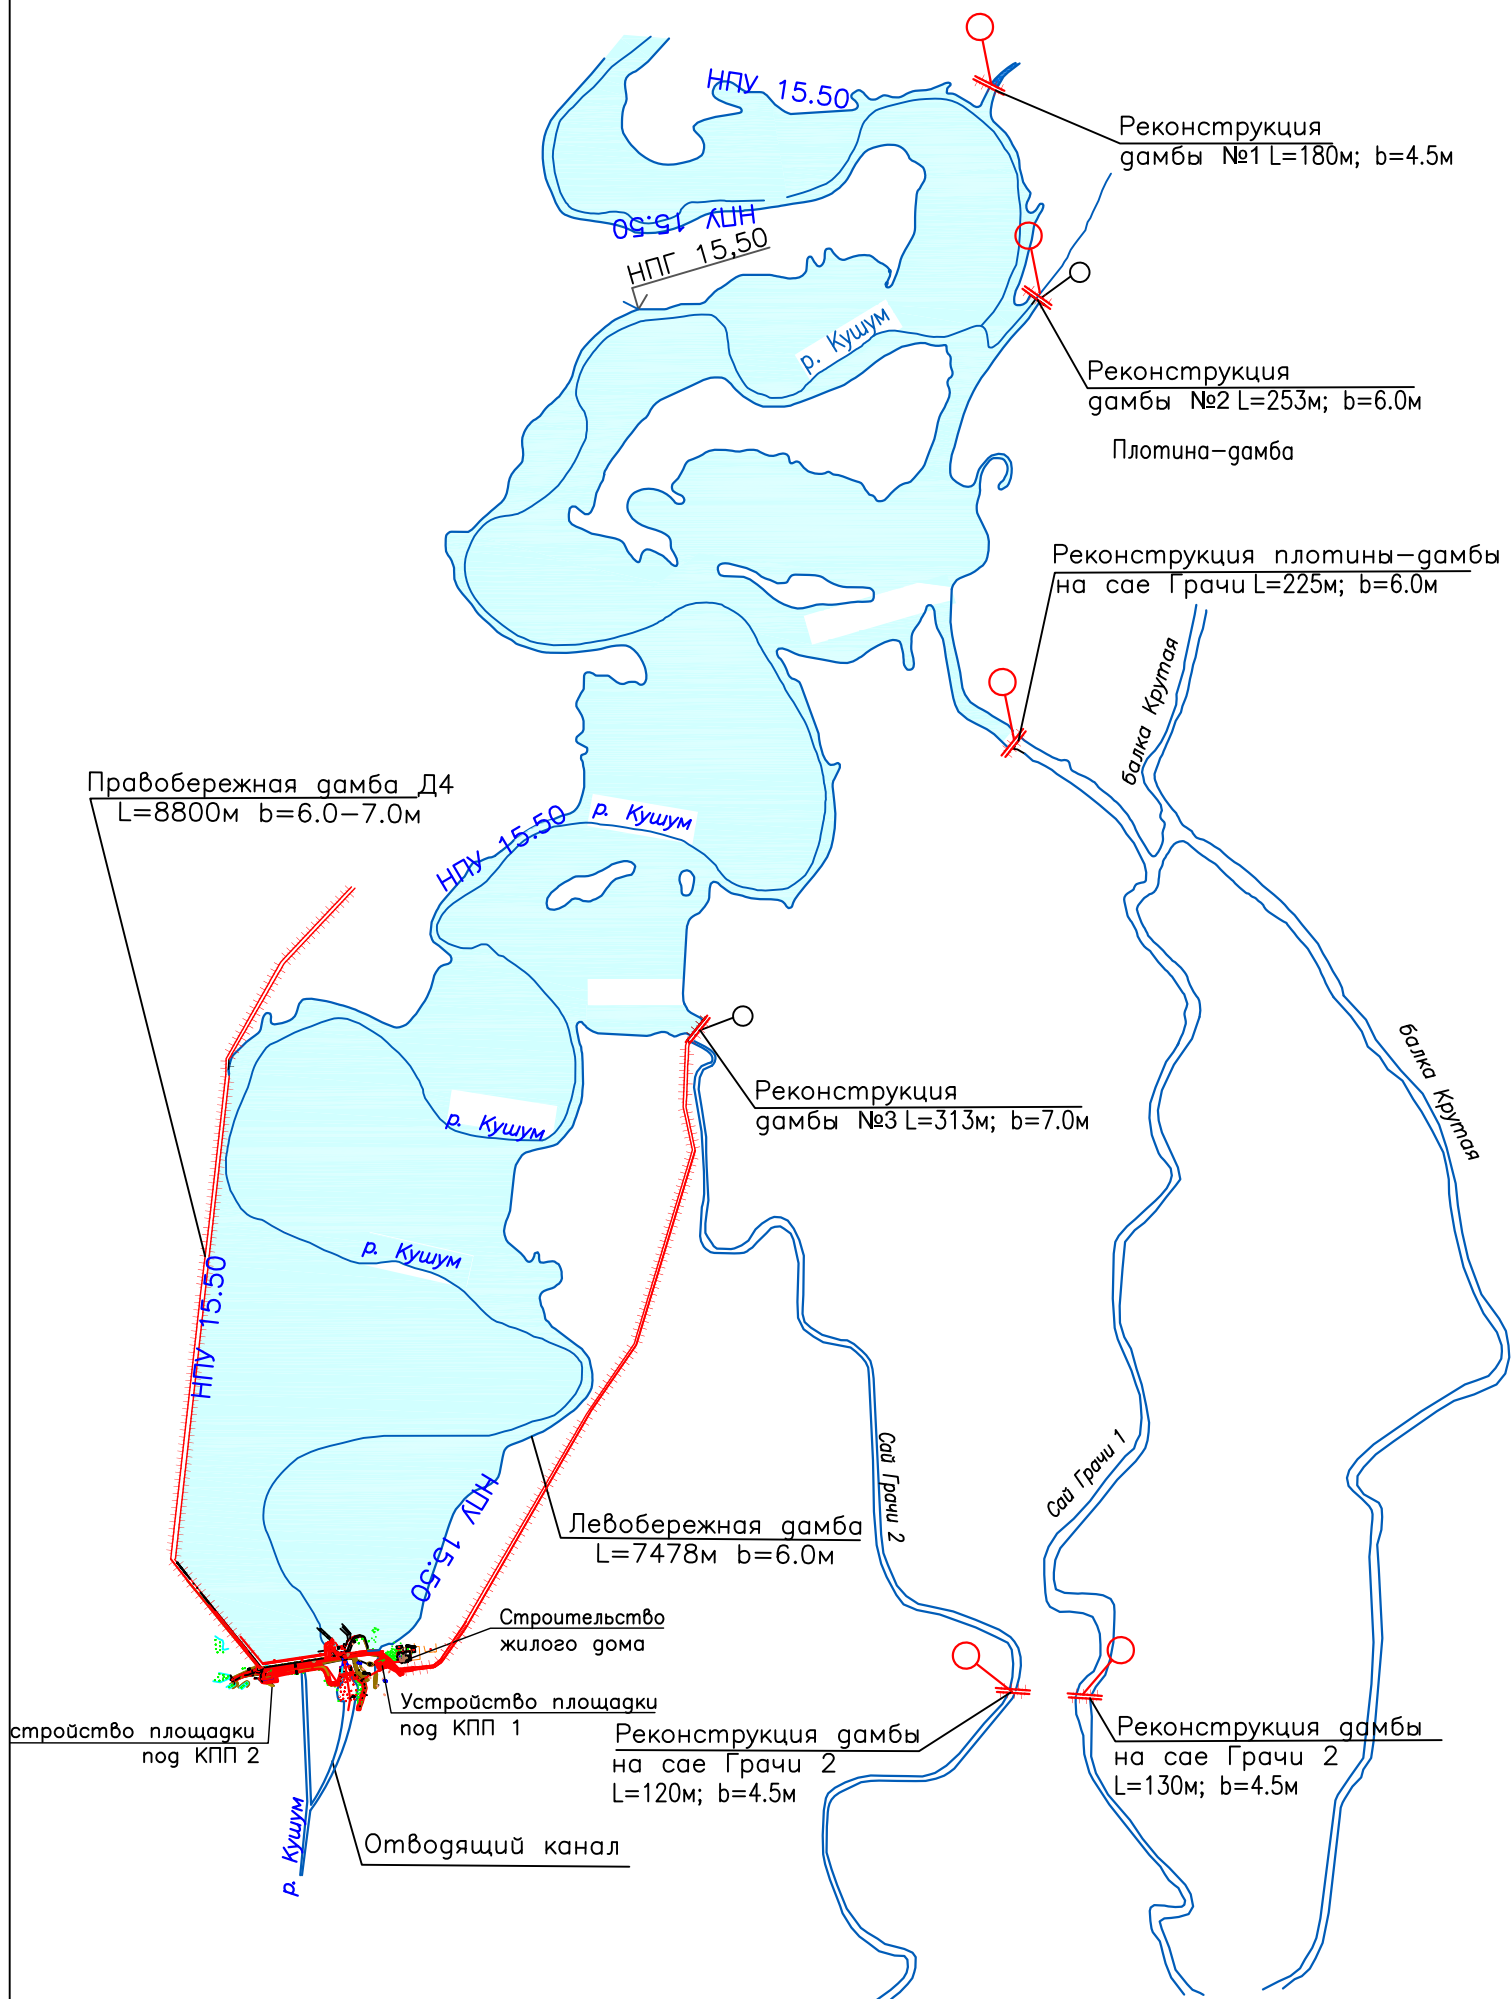 НПУ 15.50
Реконструкция
дамбы №1 L=180м; b=4.5м
НПУ 15.50
НПГ 15,50
р. Кушум
Реконструкция
дамбы №2 L=253м; b=6.0м
Плотина-дамба
Реконструкция плотины-дамбы
на сае Грачи L=225м; b=6.0м
балка Крутая
Правобережная дамба Д4
L=8800м b=6.0-7.0м
НПУ 15.50
р. Кушум
балка Крутая
Реконструкция
дамбы №3 L=313м; b=7.0м
р. Кушум
р. Кушум
НПУ 15.50
Сай Грачи 2
Сай Грачи 1
НПУ 15.50
Левобережная дамба
L=7478м b=6.0м
Строительство
жилого дома
Устройство площадки
под КПП 1
стройство площадки
под КПП 2
Реконструкция дамбы
на сае Грачи 2
L=120м; b=4.5м
Реконструкция дамбы
на сае Грачи 2
L=130м; b=4.5м
р. Кушум
Отводящий канал